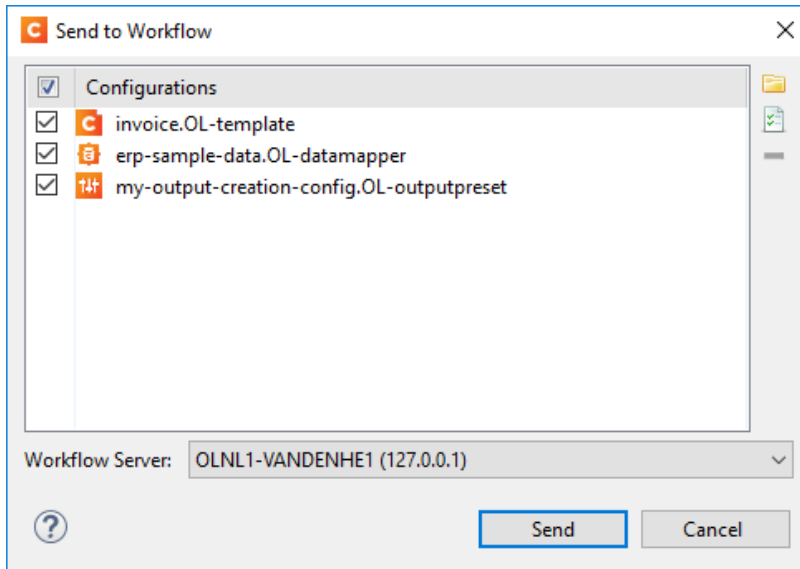 Send to Workflow
Configurations
invoice.OL-template
erp-sample-data.OL-datamapper
my-output-creation-config.OL-outputpreset
Workflow Server: OLNL1-VANDENHE1 (127.0.0.1)
? Send Cancel